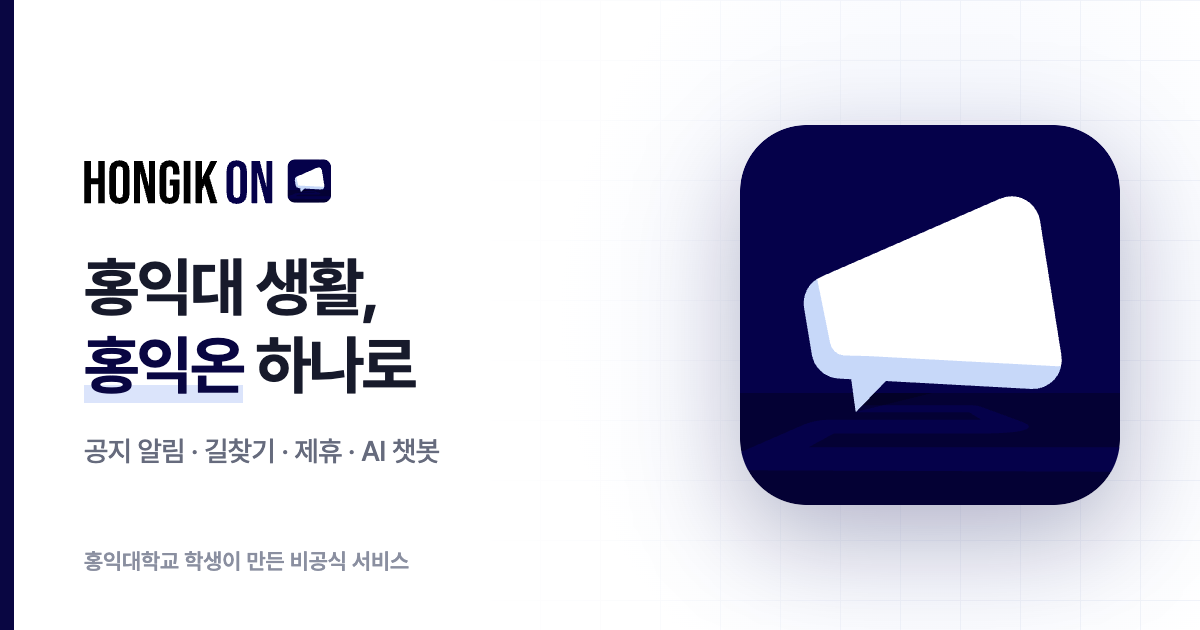 HONGIK ON
홍익대 생활,
홍익온 하나로
공지 알림 · 길찾기 · 제휴 · AI 챗봇
홍익대학교 학생이 만든 비공식 서비스